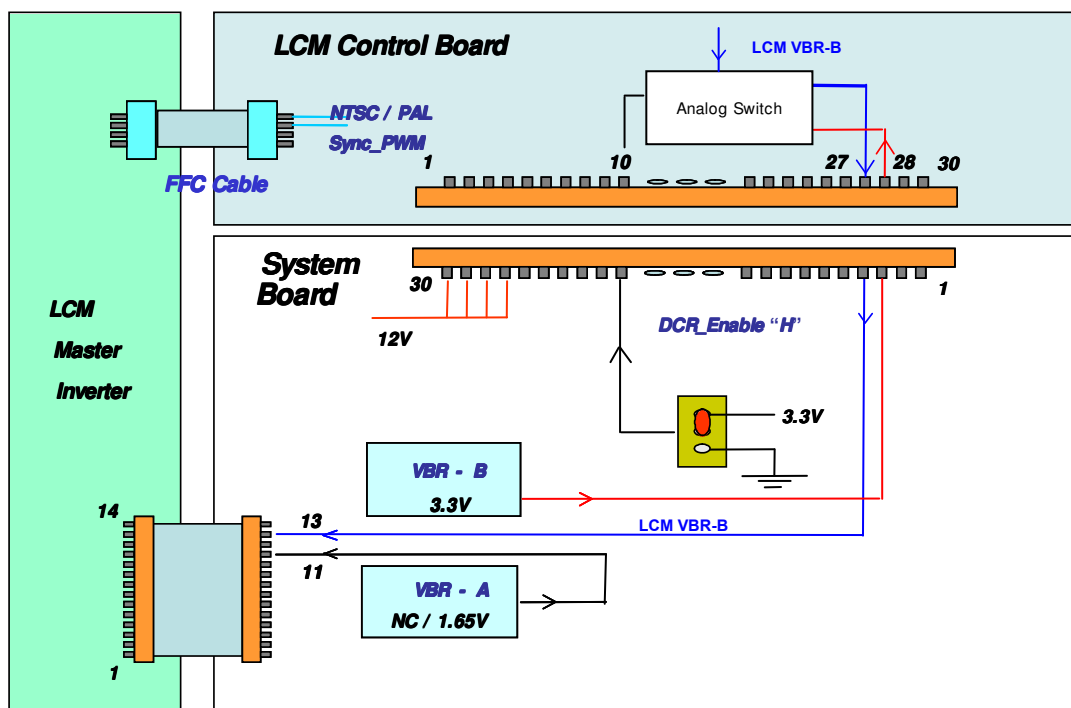 LCM Control Board
LCM VBR-B
Analog Switch
NTSC / PAL
Sync_PWM
FFC Cable
1
10
27
28
30
System
Board
30
1
12V
DCR_Enable “H”
3.3V
LCM
Master
Inverter
VBR - B
3.3V
14
13
LCM VBR-B
11
VBR - A
NC / 1.65V
1